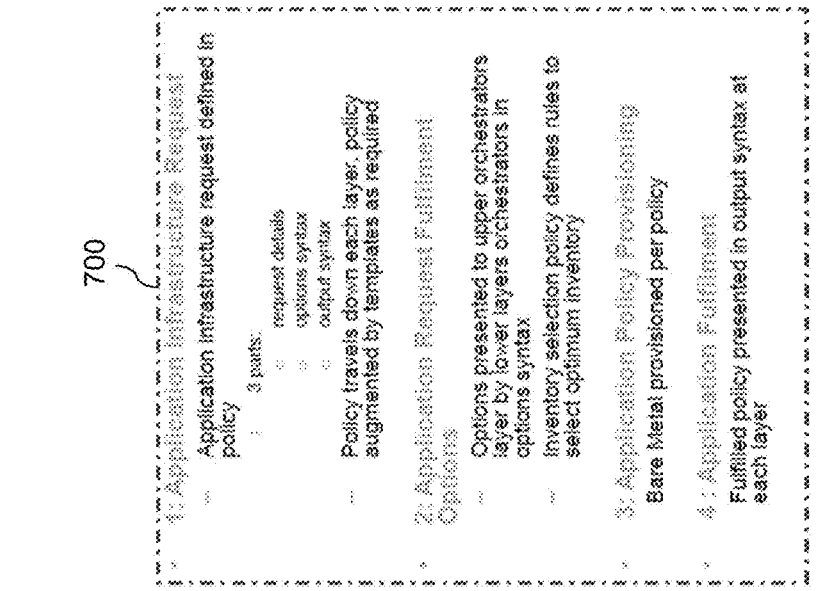 700
1: Application Infrastructure Request
Application Infrastructure request defined in
policy
3 parts:
request details
options syntax
output syntax
Policy travels down each layer, policy
augmented by templates as required
2: Application Request Fulfilment
Options
Options presented to upper orchestrators
layer by lower layers orchestrators in
options syntax
Inventory selection policy defines rules to
select optimum inventory
3: Application Policy Provisioning
Bare Metal provisioned per policy
4 : Application Fulfilment
Fulfilled policy presented in output syntax at
each layer